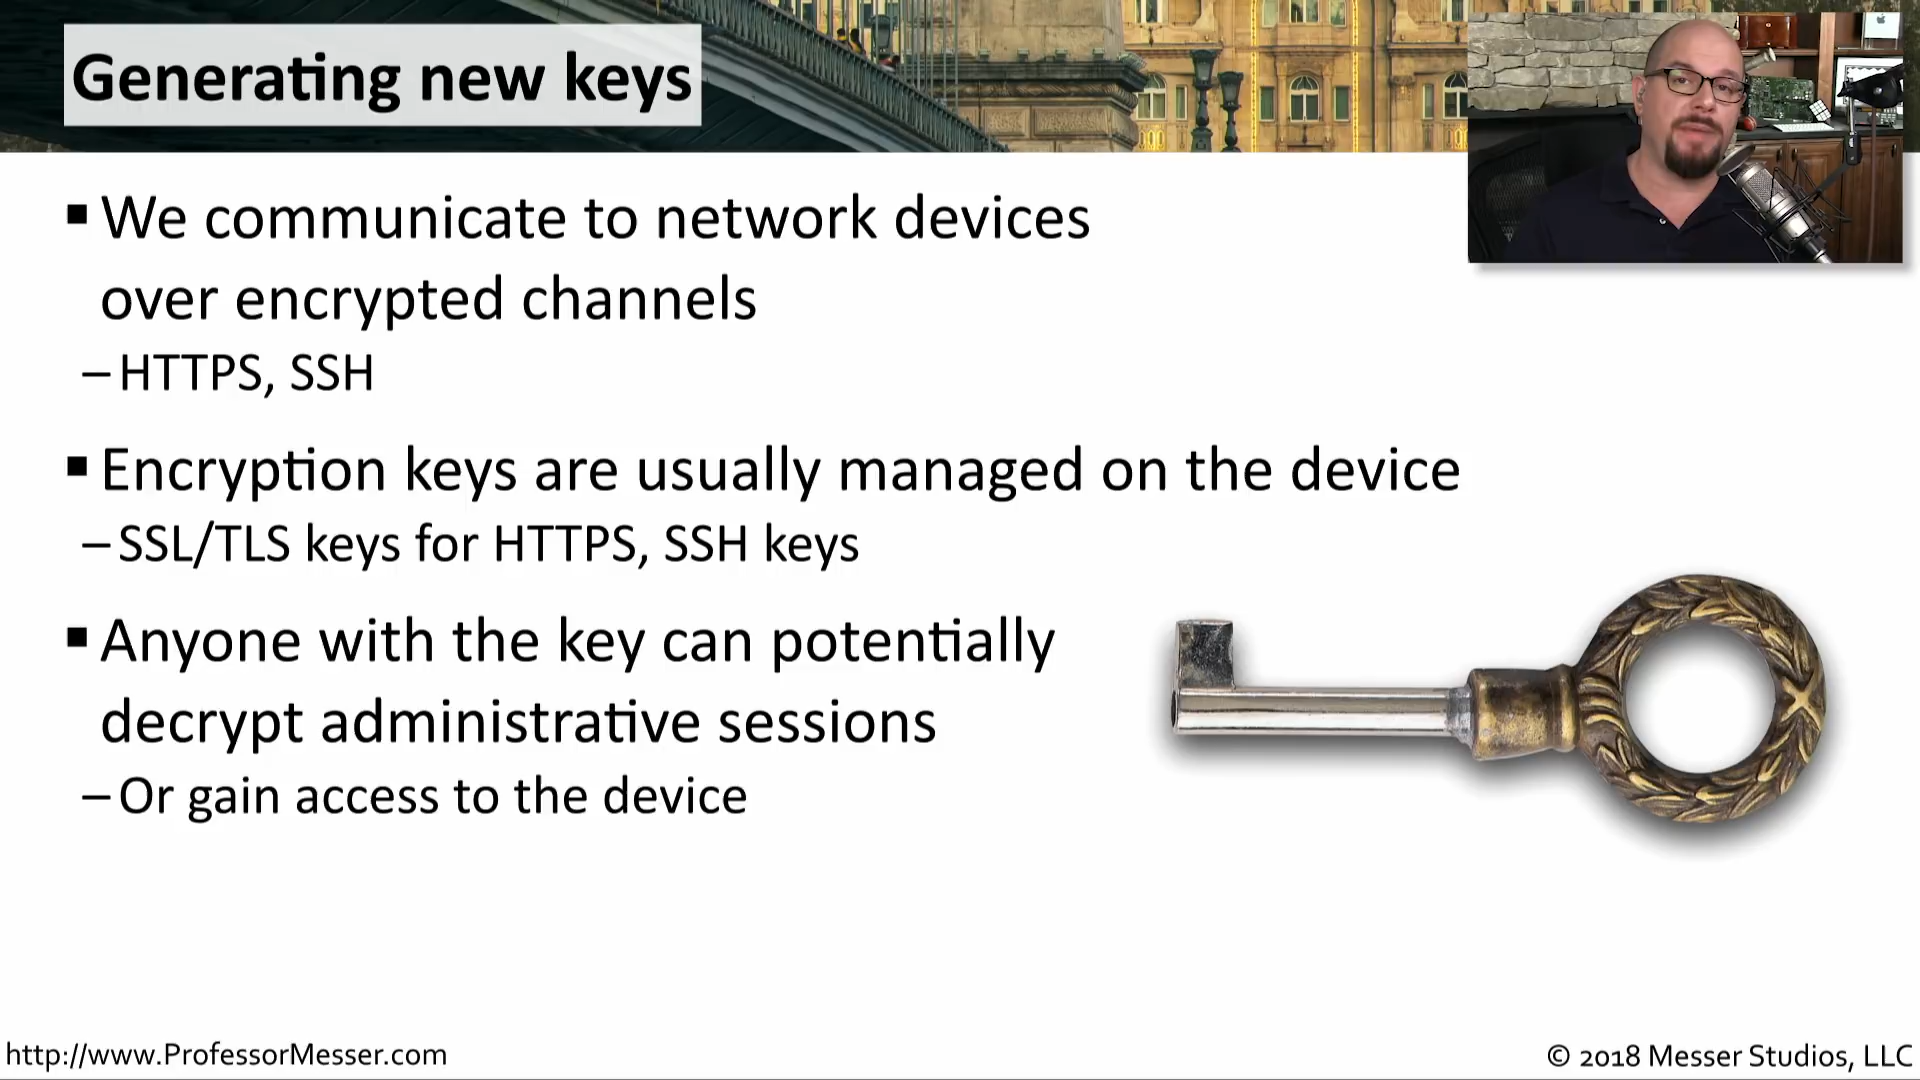 Generating new keys
▪ We communicate to network devices
over encrypted channels
– HTTPS, SSH
▪ Encryption keys are usually managed on the device
– SSL/TLS keys for HTTPS, SSH keys
▪ Anyone with the key can potentially
decrypt administrative sessions
– Or gain access to the device
http://www.ProfessorMesser.com
© 2018 Messer Studios, LLC